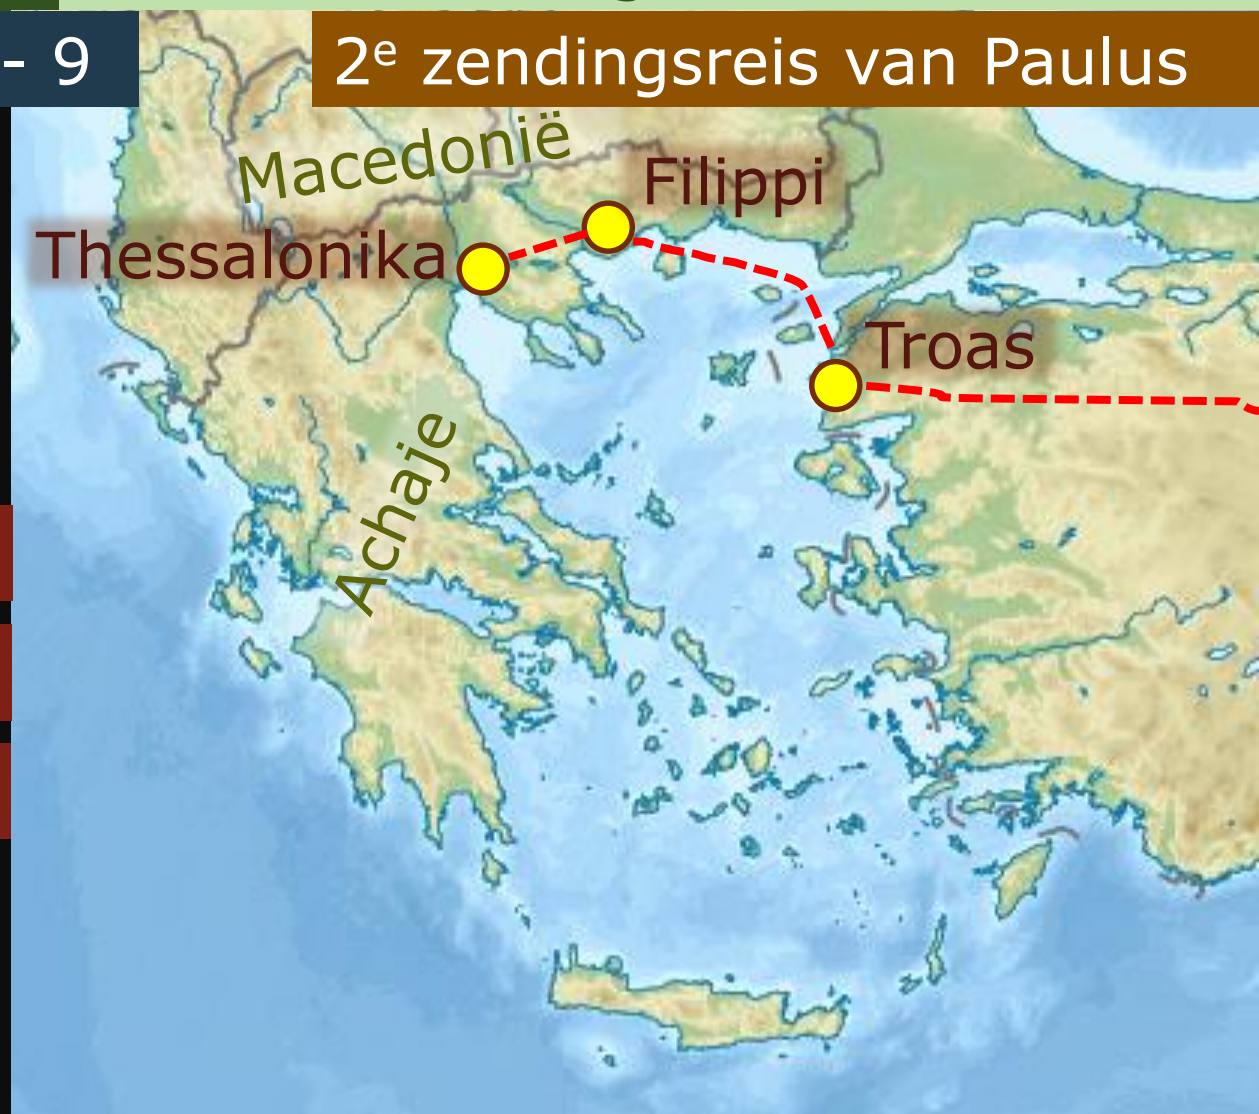 - 9
2e zendingsreis van Paulus
Macedonië
Filippi
Thessalonika
Troas
Achaje